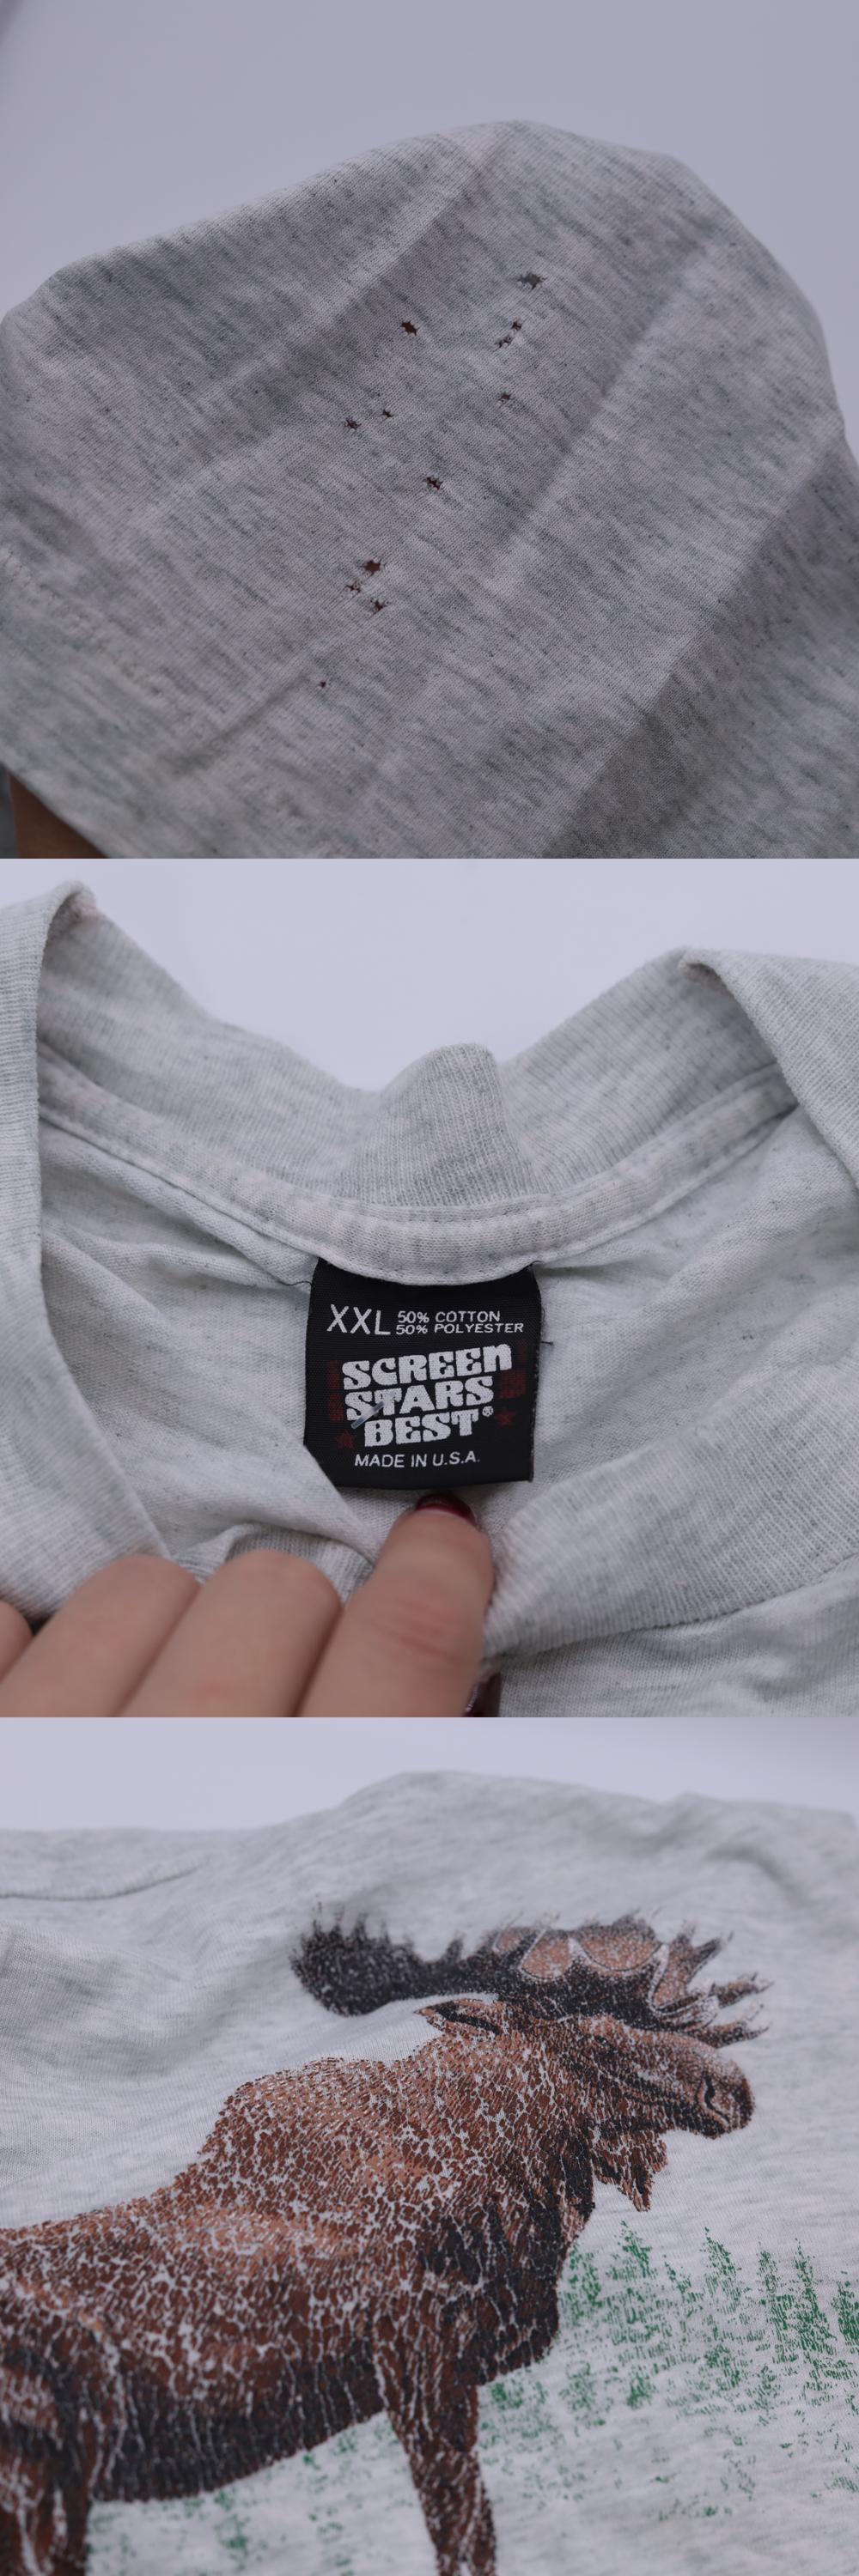 XXL 50% COTTON
50% POLYESTER
SCREEN
STARS
BEST®
MADE IN U.S.A.